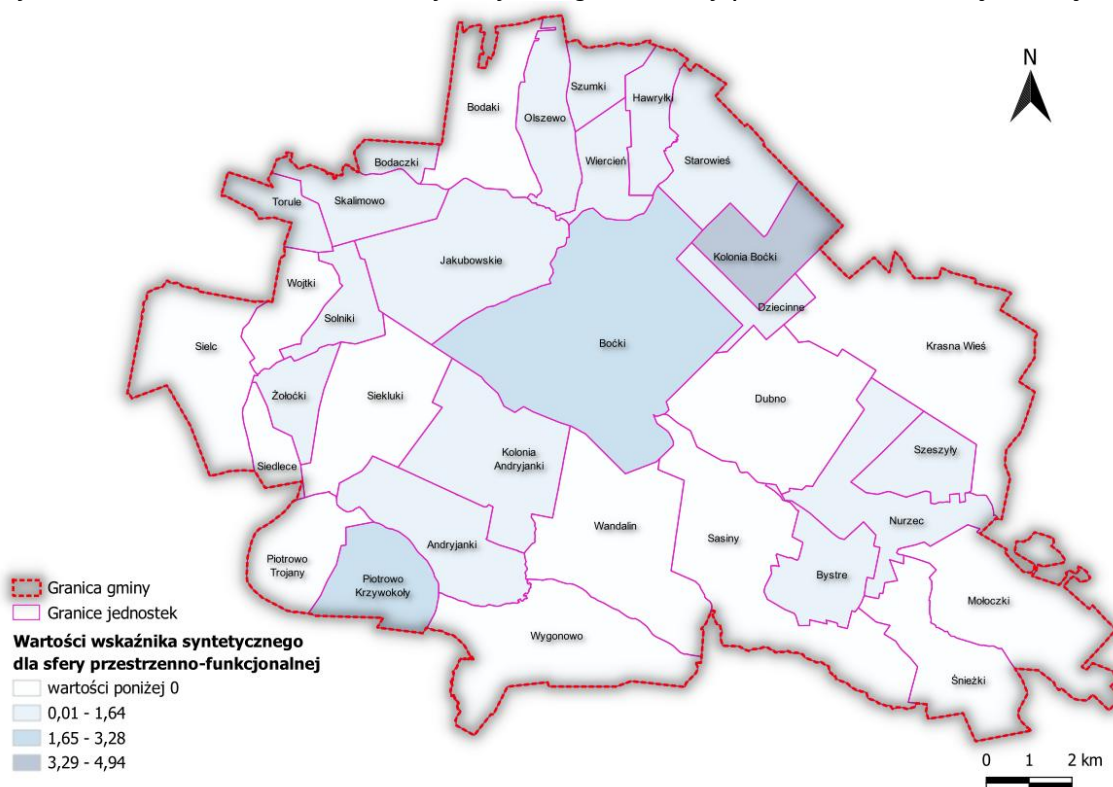 N
Szumki
Bodaki
Hawryłki
Olszewo
Bodaczki
Wiercień
Starowieś
Torule
Skalimowo
Jakubowskie
Kolonia Boćki
Wojtki
Dziecinne
Solniki
Sielc
Boćki
Krasna Wieś
Żołoćki
Siekluki
Dubno
Kolonia
Andryjanki
Szeszyły
Siedlece
Nurzec
Wandalin
Andryjanki
Sasiny
Piotrowo
Trojany
Bystre
Piotrowo
Krzywokoły
Mołoczki
Wygonowo
Śnieżki
Granica gminy
Granice jednostek
Wartości wskaźnika syntetycznego
dla sfery przestrzenno-funkcjonalnej
wartości poniżej 0
0,01 - 1,64
1,65 - 3,28
3,29 - 4,94
0 1 2 km